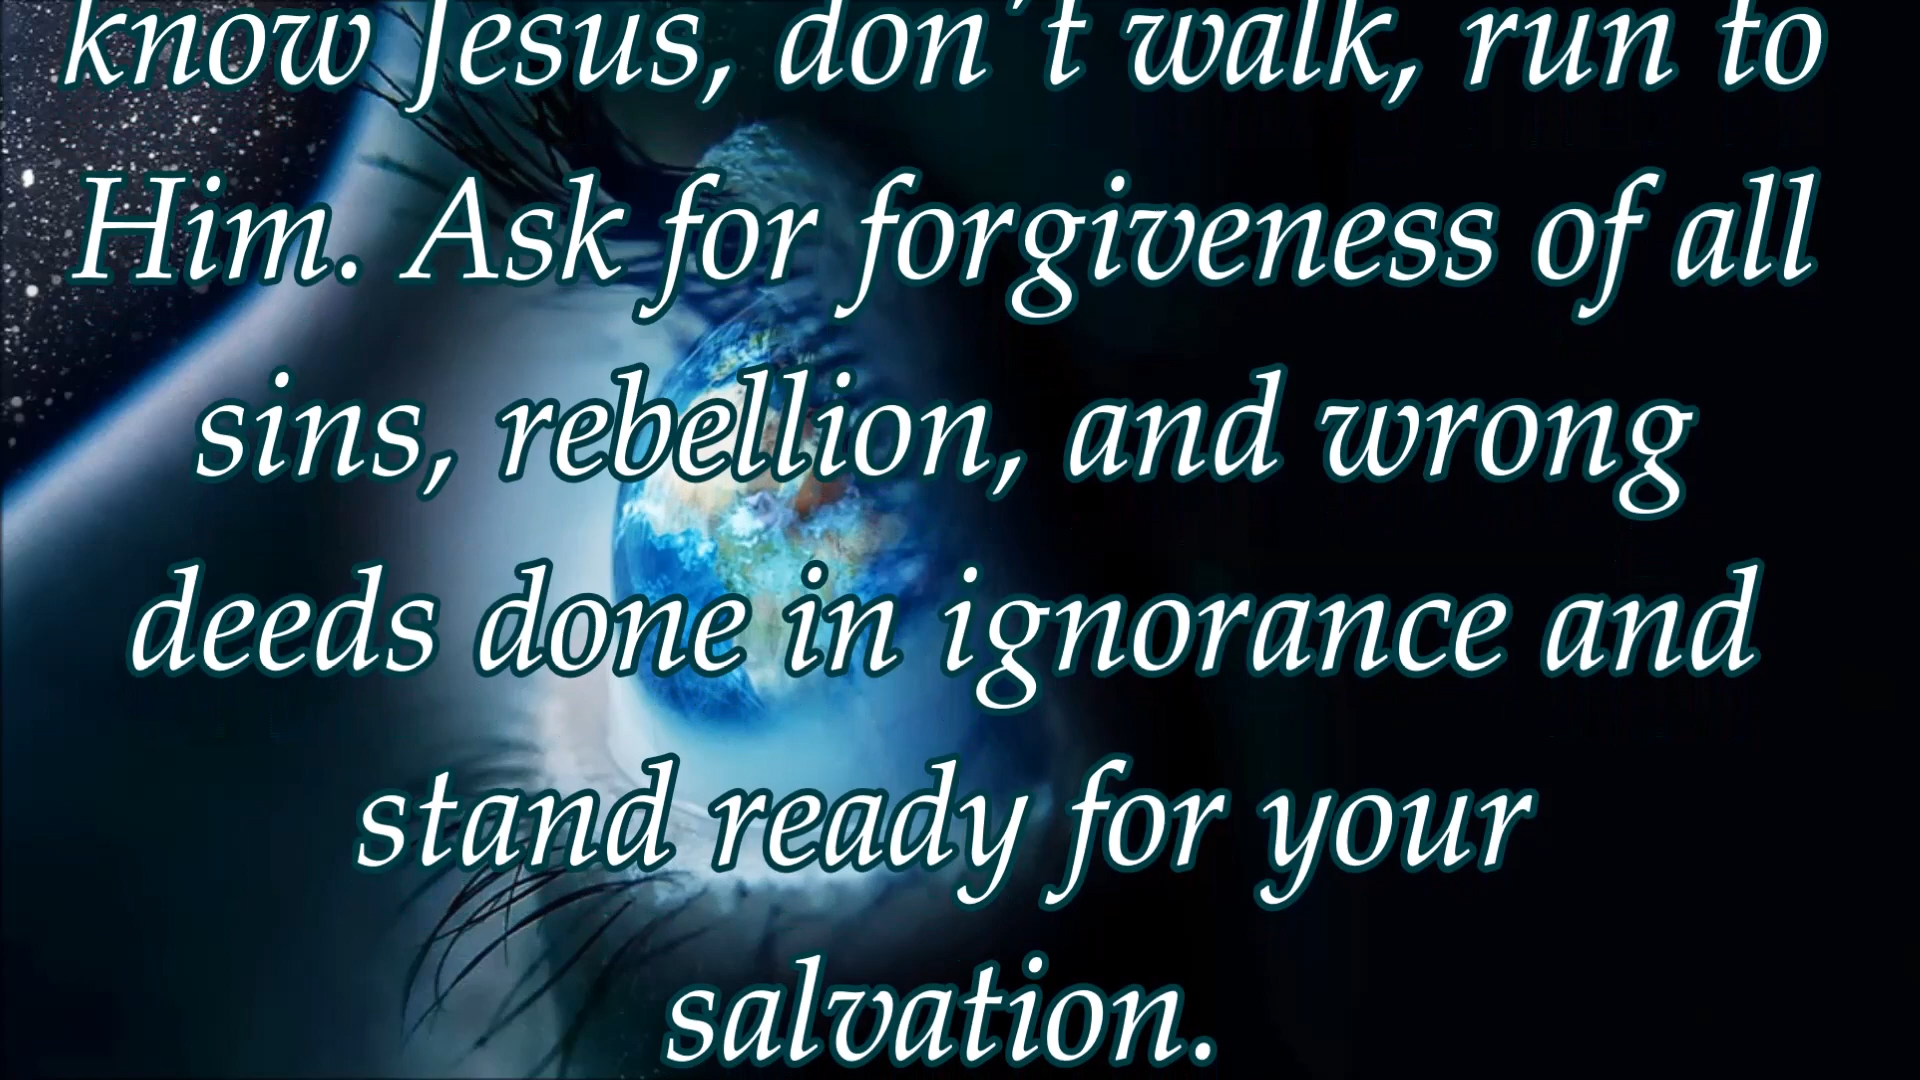 know Jesus, don't walk, run to
Him. Ask for forgiveness of all
sins, rebellion, and wrong
deeds done in ignorance and
stand ready for your
salvation.